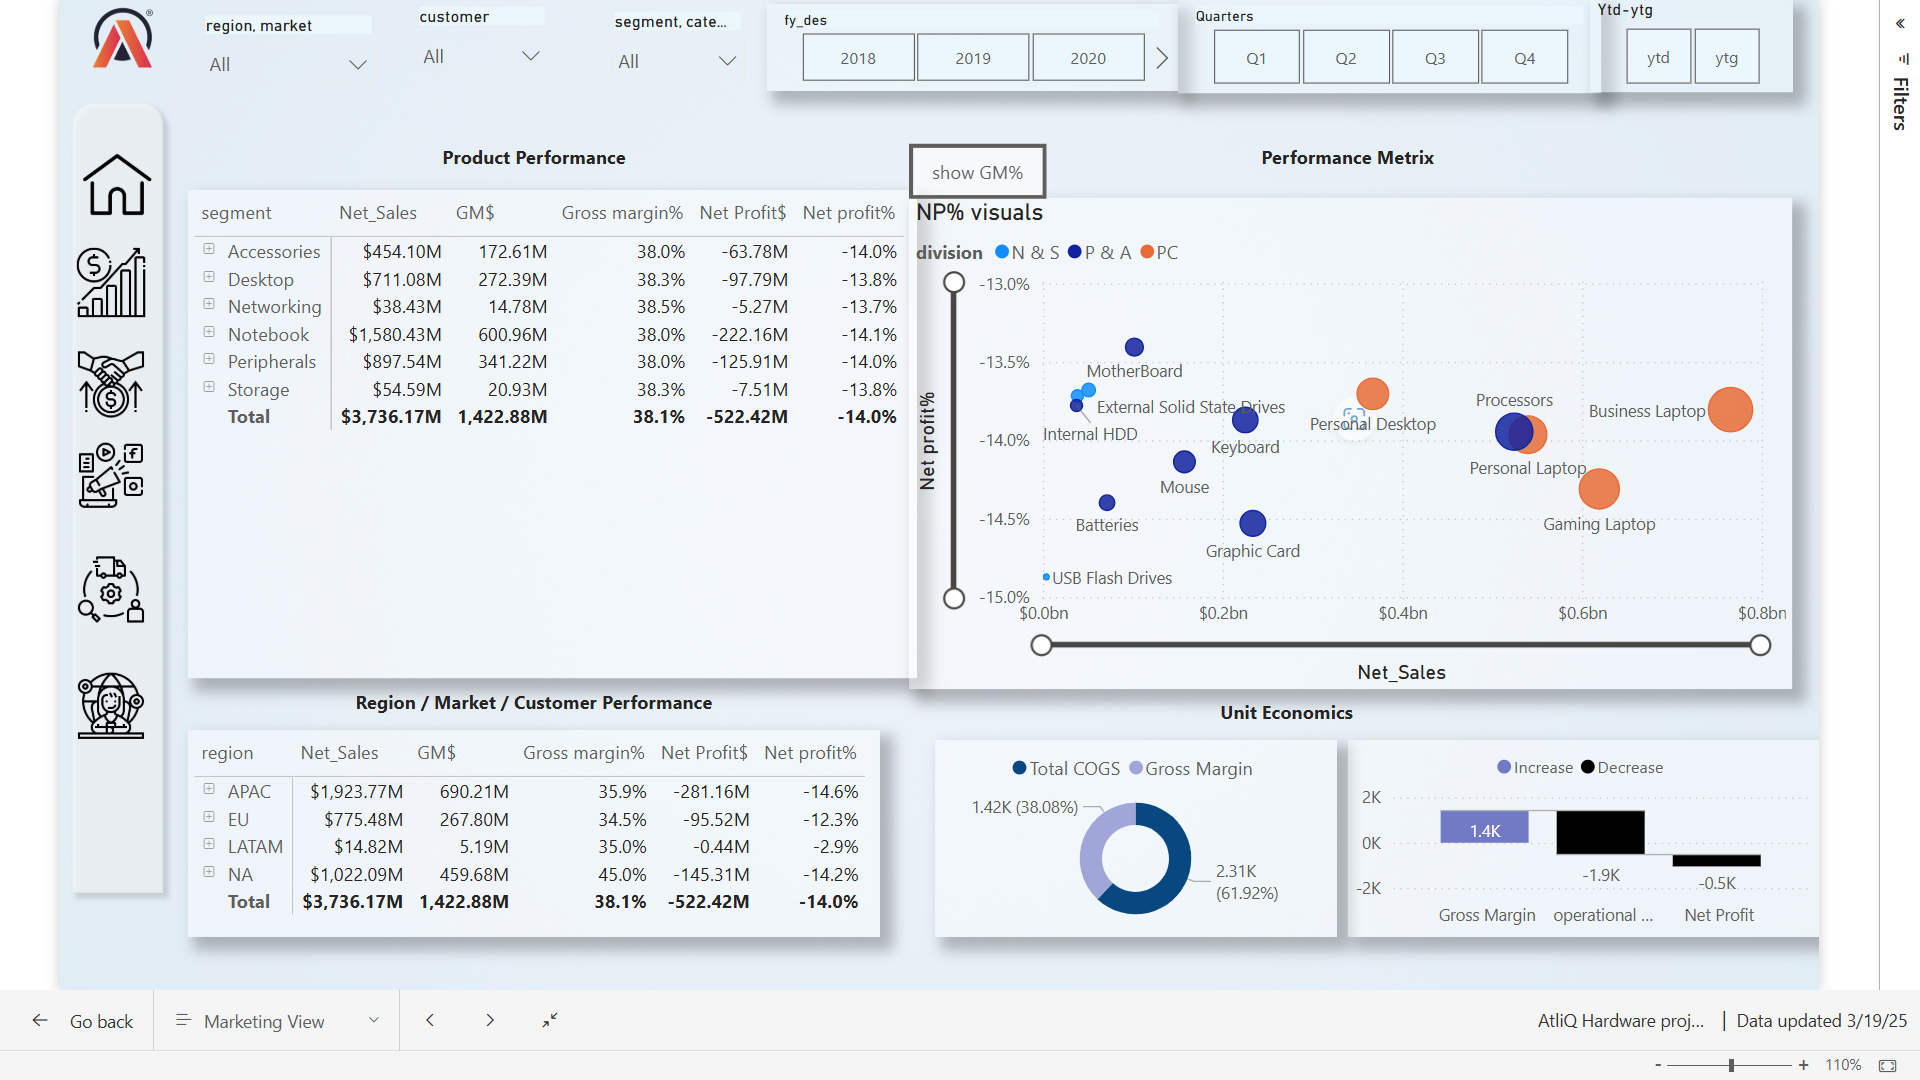 region, market
All
customer
All
segment, cate...
All
fy_des
2018
2019
2020
Quarters
Q1
Q2
Q3
Q4
Ytd-ytg
ytd
ytg
Filters
Product Performance
segment Net_Sales GM$ Gross margin% Net Profit$ Net profit%
Accessories $454.10M 172.61M 38.0% -63.78M -14.0%
Desktop $711.08M 272.39M 38.3% -97.79M -13.8%
Networking $38.43M 14.78M 38.5% -5.27M -13.7%
Notebook $1,580.43M 600.96M 38.0% -222.16M -14.1%
Peripherals $897.54M 341.22M 38.0% -125.91M -14.0%
Storage $54.59M 20.93M 38.3% -7.51M -13.8%
Total $3,736.17M 1,422.88M 38.1% -522.42M -14.0%
show GM%
Performance Metrix
NP% visuals
division N & S P & A PC
-13.0%
-13.5%
-14.0%
-14.5%
-15.0%
Net profit%
MotherBoard
External Solid State Drives
Internal HDD
Keyboard
Mouse
Batteries
Graphic Card
USB Flash Drives
Personal Desktop
Processors
Personal Laptop
Business Laptop
Gaming Laptop
$0.0bn $0.2bn $0.4bn $0.6bn $0.8bn
Net_Sales
Region / Market / Customer Performance
region Net_Sales GM$ Gross margin% Net Profit$ Net profit%
APAC $1,923.77M 690.21M 35.9% -281.16M -14.6%
EU $775.48M 267.80M 34.5% -95.52M -12.3%
LATAM $14.82M 5.19M 35.0% -0.44M -2.9%
NA $1,022.09M 459.68M 45.0% -145.31M -14.2%
Total $3,736.17M 1,422.88M 38.1% -522.42M -14.0%
Unit Economics
Total COGS Gross Margin
1.42K (38.08%)
2.31K
(61.92%)
Increase Decrease
2K
0K
-2K
1.4K
-1.9K
-0.5K
Gross Margin operational ... Net Profit
Go back
Marketing View
AtliQ Hardware proj... | Data updated 3/19/25
- + 110%